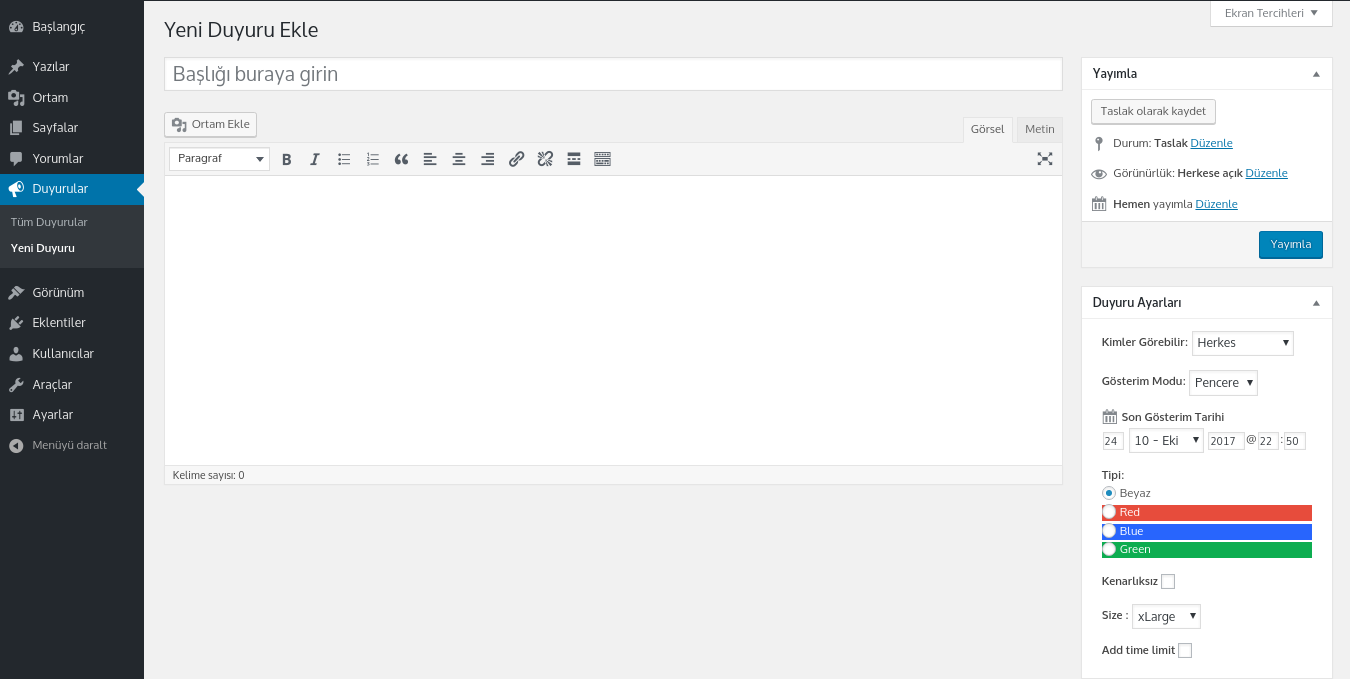 Başlangıç
Yazılar
Ortam
Sayfalar
Yorumlar
Duyurular
Tüm Duyurular
Yeni Duyuru
Görünüm
Eklentiler
Kullanıcılar
Araçlar
Ayarlar
Menüyü daralt
Ekran Tercihleri
Yeni Duyuru Ekle
Başlığı buraya girin
Ortam Ekle
Görsel Metin
Paragraf
Kelime sayısı: 0
Yayımla
Taslak olarak kaydet
Durum: Taslak Düzenle
Görünürlük: Herkese açık Düzenle
Hemen yayımla Düzenle
Yayımla
Duyuru Ayarları
Kimler Görebilir: Herkes
Gösterim Modu: Pencere
Son Gösterim Tarihi
24 10 - Eki 2017 @ 22 : 50
Tipi:
Beyaz
Red
Blue
Green
Kenarlıksız
Size : xLarge
Add time limit